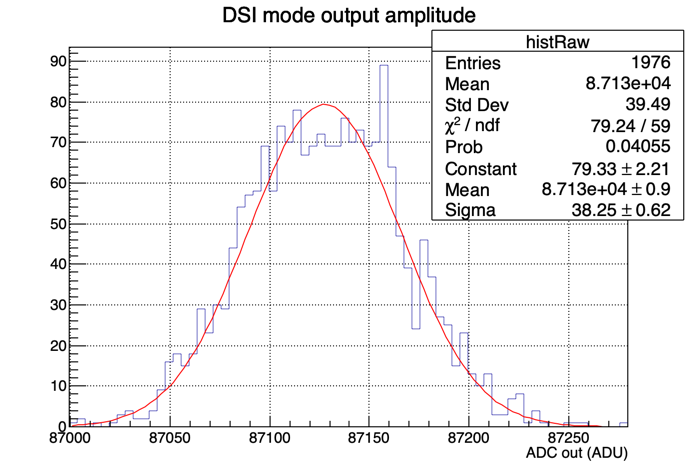 DSI mode output amplitude
histRaw
Entries 1976
Mean 8.713e+04
Std Dev 39.49
χ² / ndf 79.24 / 59
Prob 0.04055
Constant 79.33 ± 2.21
Mean 8.713e+04 ± 0.9
Sigma 38.25 ± 0.62
90
80
70
60
50
40
30
20
10
0
87000 87050 87100 87150 87200 87250
ADC out (ADU)